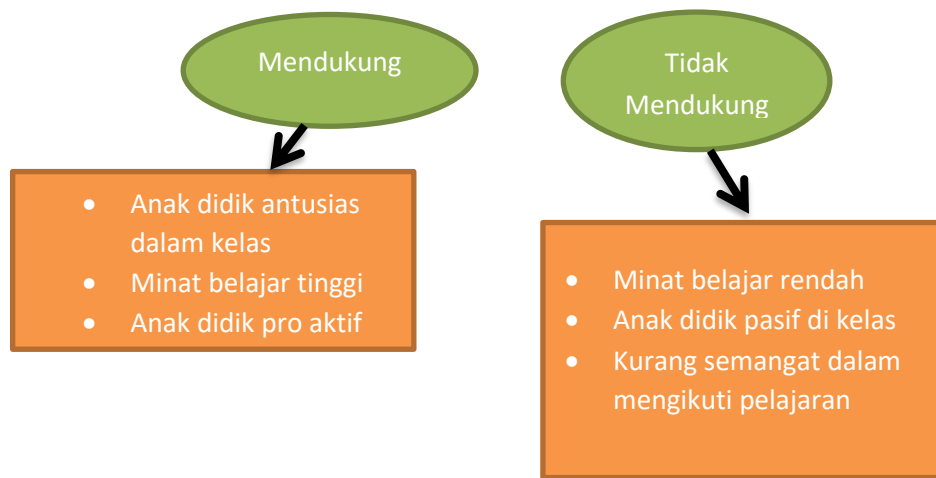 Mendukung
• Anak didik antusias
dalam kelas
• Minat belajar tinggi
• Anak didik pro aktif
Tidak
Mendukung
• Minat belajar rendah
• Anak didik pasif di kelas
• Kurang semangat dalam
mengikuti pelajaran